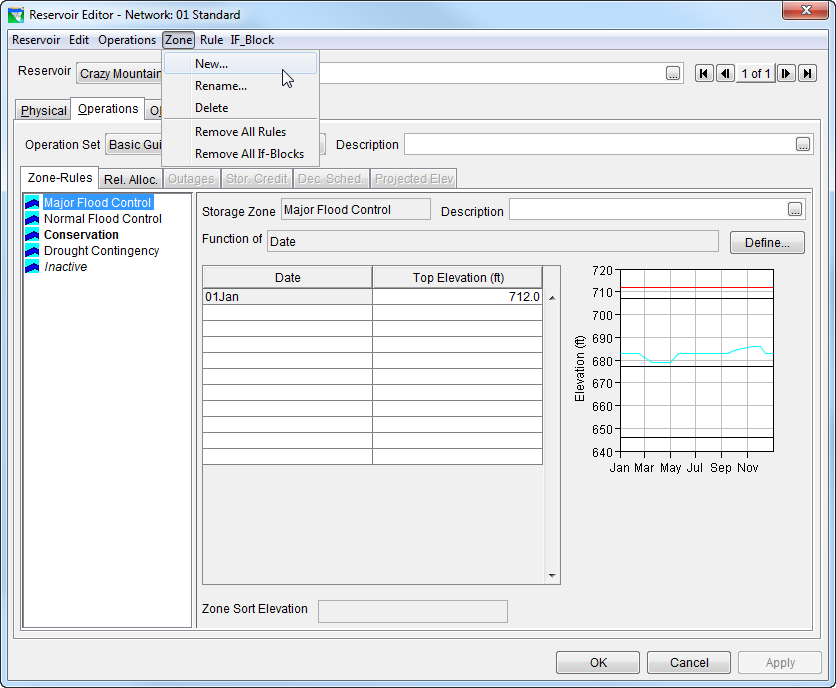 Reservoir Editor - Network: 01 Standard
Reservoir Edit Operations Zone Rule IF_Block
New...
Rename...
Delete
Remove All Rules
Remove All If-Blocks
Reservoir Crazy Mountain ... 1 of 1
Physical Operations
Operation Set Basic Gui Description ...
Zone-Rules Rel. Alloc. Outages Stor. Credit Dec. Sched. Projected Elev
Major Flood Control
Normal Flood Control
Conservation
Drought Contingency
Inactive
Storage Zone Major Flood Control Description ...
Function of Date Define...
Date Top Elevation (ft)
01Jan 712.0
Elevation (ft)
720
710
700
690
680
670
660
650
640
Jan Mar May Jul Sep Nov
Zone Sort Elevation
OK Cancel Apply